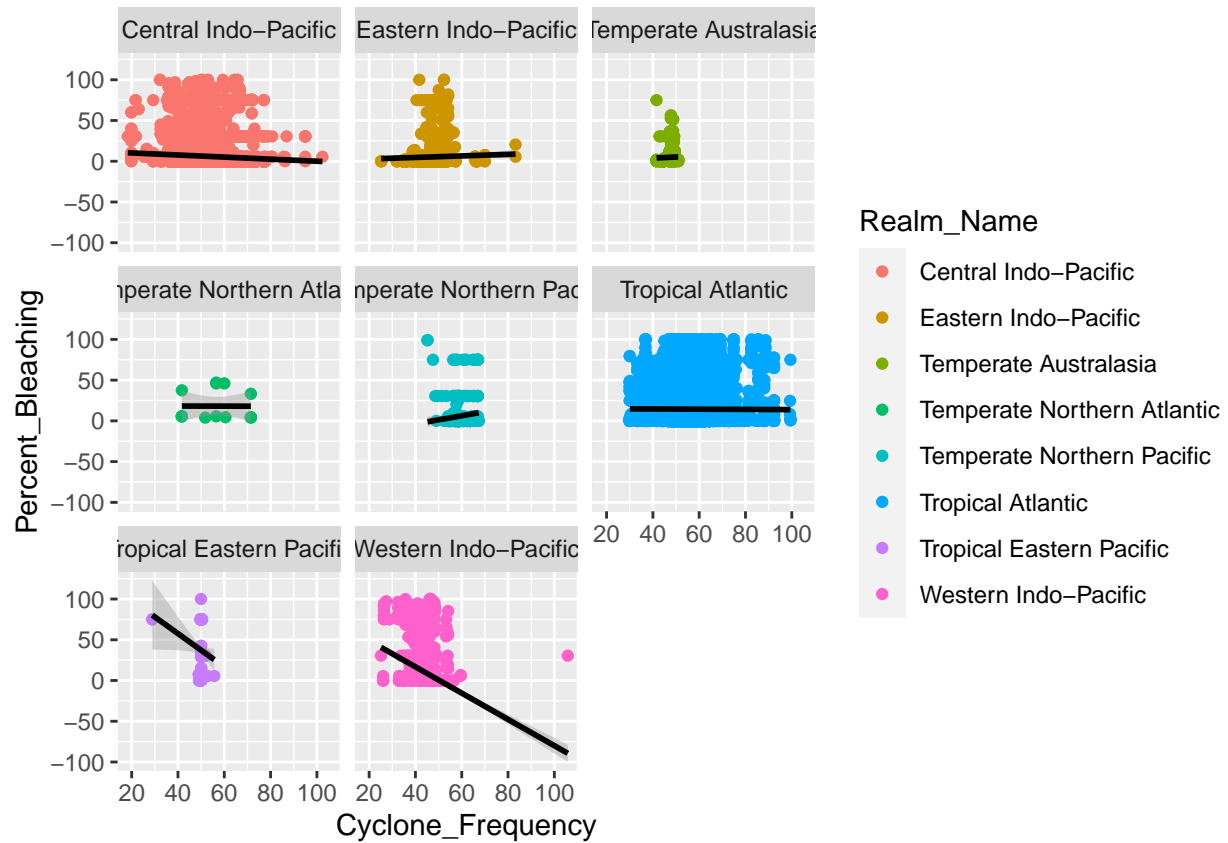 Central Indo−Pacific
Eastern Indo−Pacific
Temperate Australasia
100
50
0
−50
−100
mperate Northern Atla
mperate Northern Pac
Tropical Atlantic
100
50
0
−50
−100
20 40 60 80 100
Tropical Eastern Pacifi
Western Indo−Pacific
100
50
0
−50
−100
20 40 60 80 100
20 40 60 80 100
Cyclone_Frequency
Percent_Bleaching
Realm_Name
Central Indo−Pacific
Eastern Indo−Pacific
Temperate Australasia
Temperate Northern Atlantic
Temperate Northern Pacific
Tropical Atlantic
Tropical Eastern Pacific
Western Indo−Pacific